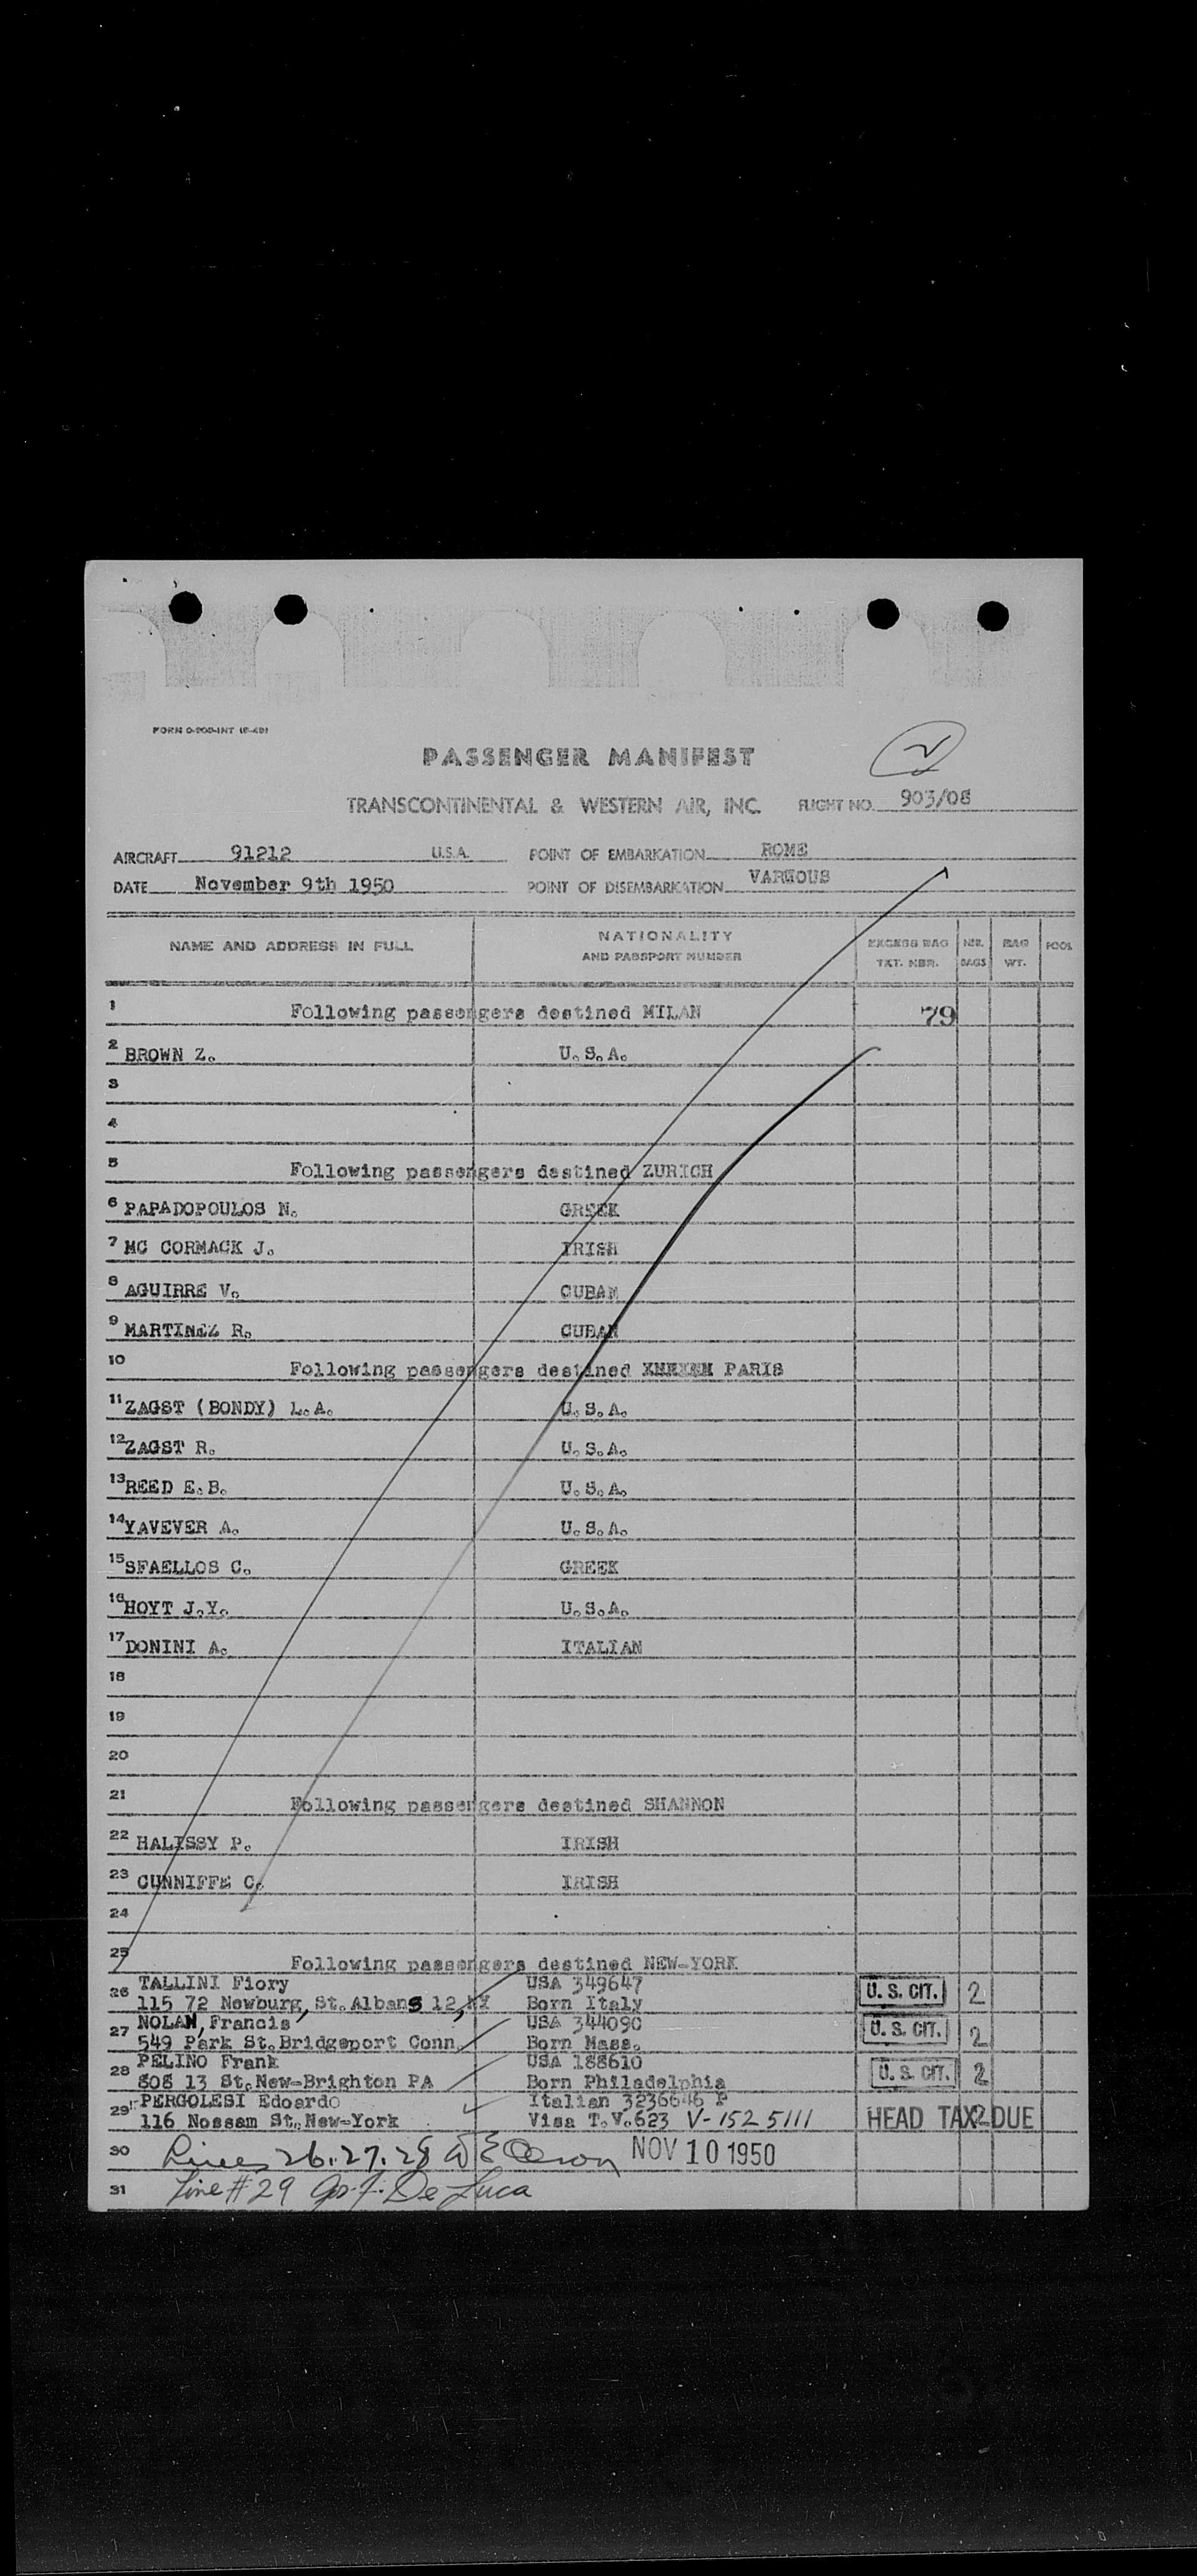 FORM 0-200-INT (6-49)
PASSENGER MANIFEST
TRANSCONTINENTAL & WESTERN AIR, INC. FLIGHT NO. 903/08
AIRCRAFT 91212 U.S.A. POINT OF EMBARKATION ROME
DATE November 9th 1950 POINT OF DISEMBARKATION VARIOUS
NAME AND ADDRESS IN FULL NATIONALITY AND PASSPORT NUMBER EXCESS BAG TKT. NBR. NBR. BAGS BAG WT. POOL
1 Following passengers destined MILAN 79
2 BROWN Z. U.S.A.
3
4
5 Following passengers destined ZURICH
6 PAPADOPOULOS N. GREEK
7 MC CORMACK J. IRISH
8 AGUIRRE V. CUBAN
9 MARTINEZ R. CUBAN
10 Following passengers destined PARIS
11 ZAGST (BONDY) L.A. U.S.A.
12 ZAGST R. U.S.A.
13 REED E.B. U.S.A.
14 YAVEVER A. U.S.A.
15 SFAELLOS C. GREEK
16 HOYT J.Y. U.S.A.
17 DONINI A. ITALIAN
18
19
20
21 Following passengers destined SHANNON
22 HALISSY P. IRISH
23 CUNNIFFE C. IRISH
24
25 Following passengers destined NEW-YORK
26 TALLINI Fiory USA 349647
115 72 Newburg, St.Albans 12, NY Born Italy U. S. CIT. 2
27 NOLAN, Francis USA 344090
549 Park St.Bridgeport Conn. Born Mass. U. S. CIT. 2
28 PELINO Frank USA 188610
808 13 St.New-Brighton PA Born Philadelphia U. S. CIT. 2
29 PERGOLESI Edoardo Italian 3236646 P
116 Nossam St.New-York Visa T.V.623 V-152 5111 HEAD TAX 2 DUE
30 Lines 26.27.28 NOV 10 1950
31 Line #29 De Luca